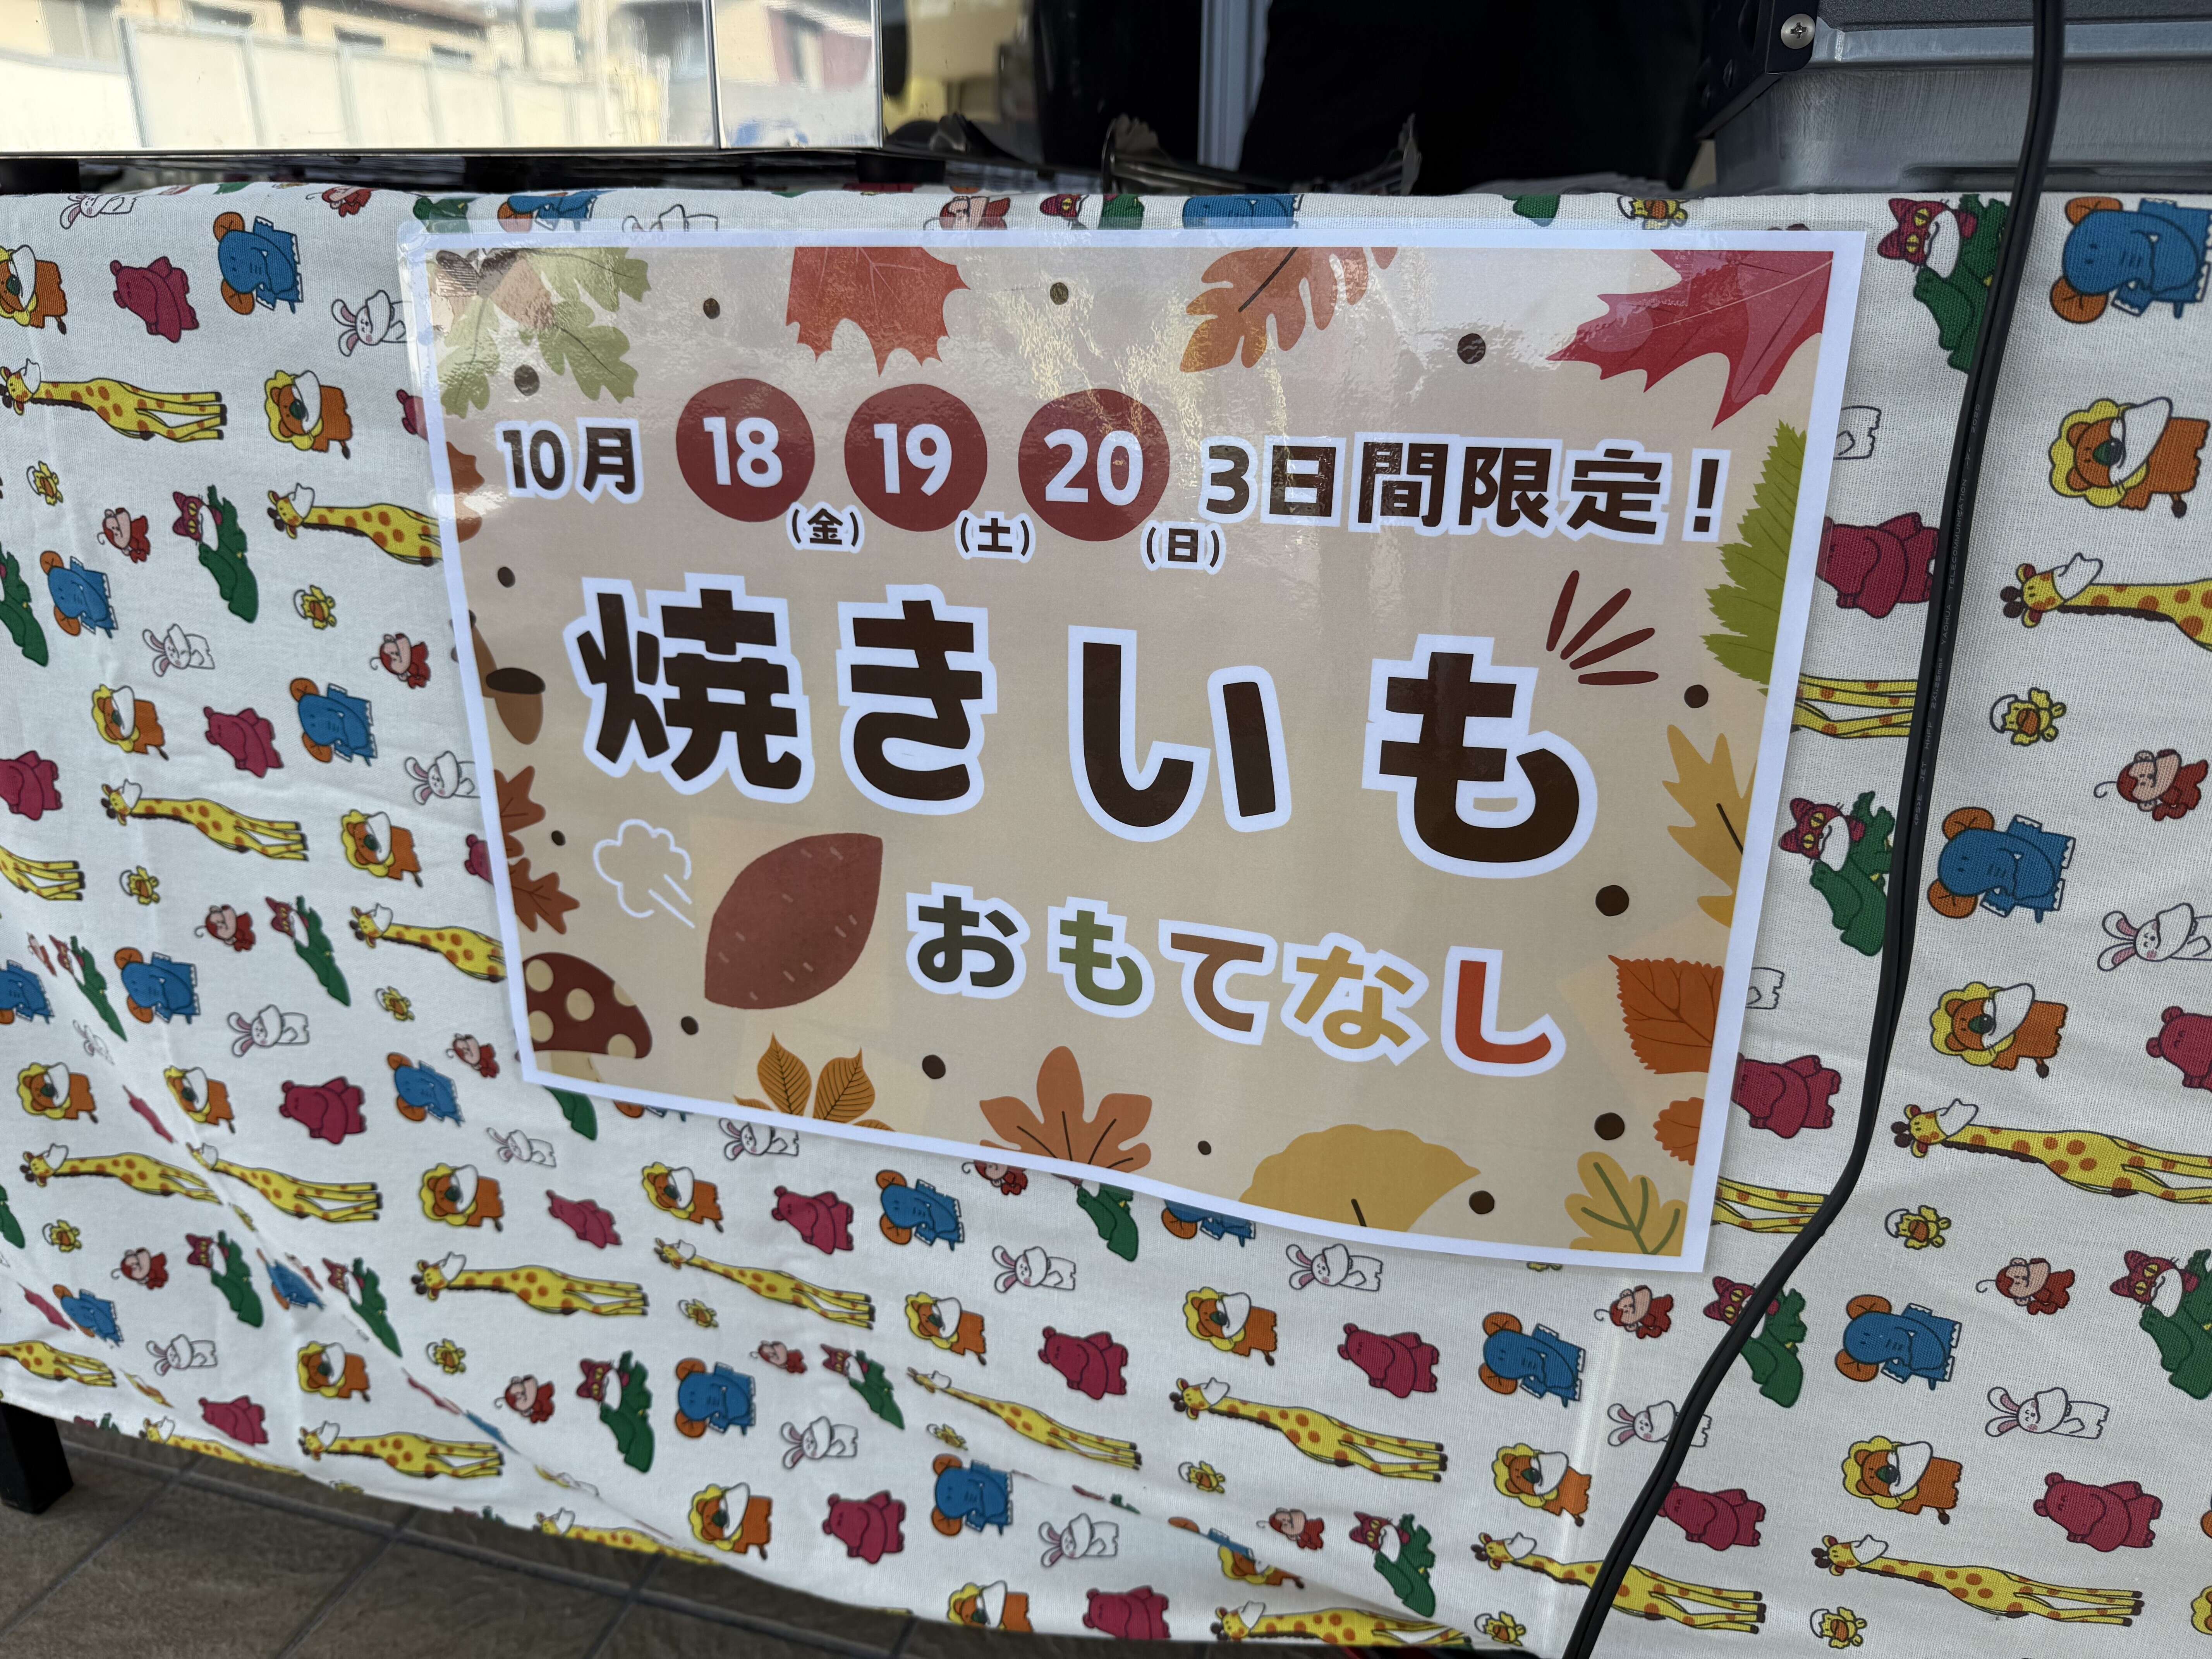 10月 18(金) 19(土) 20(日) 3日間限定!
焼きいも
おもてなし